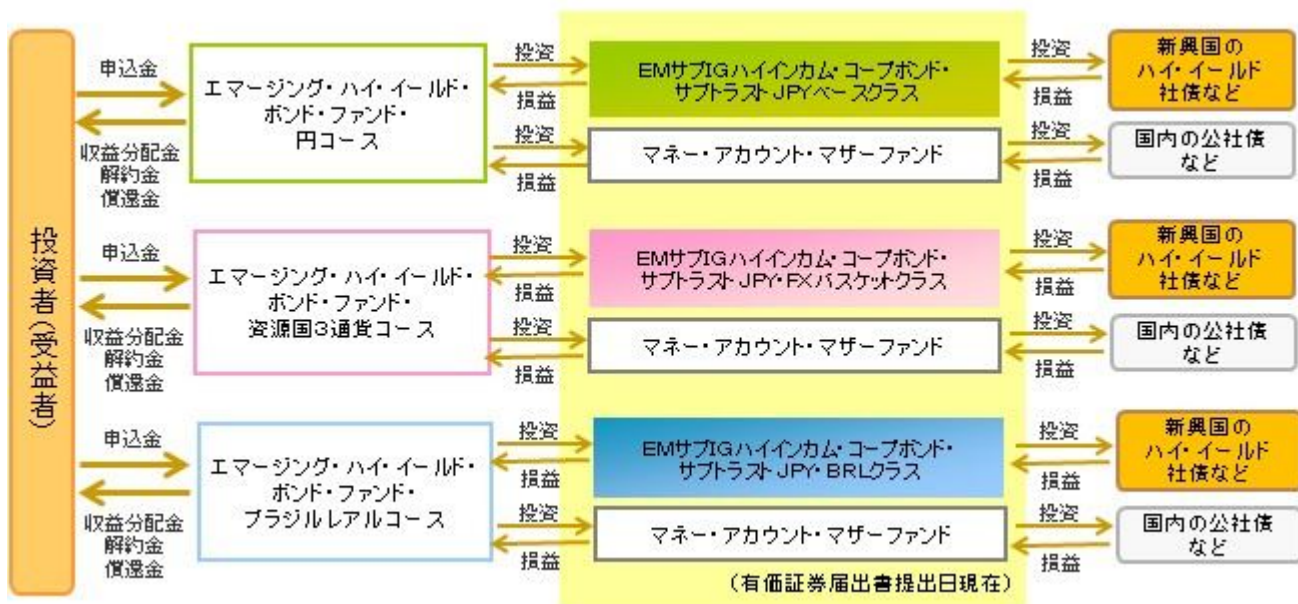 投資者(受益者)
申込金
収益分配金
解約金
償還金
エマージング・ハイ・イールド・
ボンド・ファンド・
円コース
投資
損益
投資
損益
EMサブIGハイインカム・コープボンド・
サブトラストJPYベースクラス
マネー・アカウント・マザーファンド
投資
損益
投資
損益
新興国の
ハイ・イールド
社債など
国内の公社債
など
申込金
収益分配金
解約金
償還金
エマージング・ハイ・イールド・
ボンド・ファンド・
資源国3通貨コース
投資
損益
投資
損益
EMサブIGハイインカム・コープボンド・
サブトラストJPY・FXバスケットクラス
マネー・アカウント・マザーファンド
投資
損益
投資
損益
新興国の
ハイ・イールド
社債など
国内の公社債
など
申込金
収益分配金
解約金
償還金
エマージング・ハイ・イールド・
ボンド・ファンド・
ブラジルレアルコース
投資
損益
投資
損益
EMサブIGハイインカム・コープボンド・
サブトラストJPY・BRLクラス
マネー・アカウント・マザーファンド
投資
損益
投資
損益
新興国の
ハイ・イールド
社債など
国内の公社債
など
(有価証券届出書提出日現在)